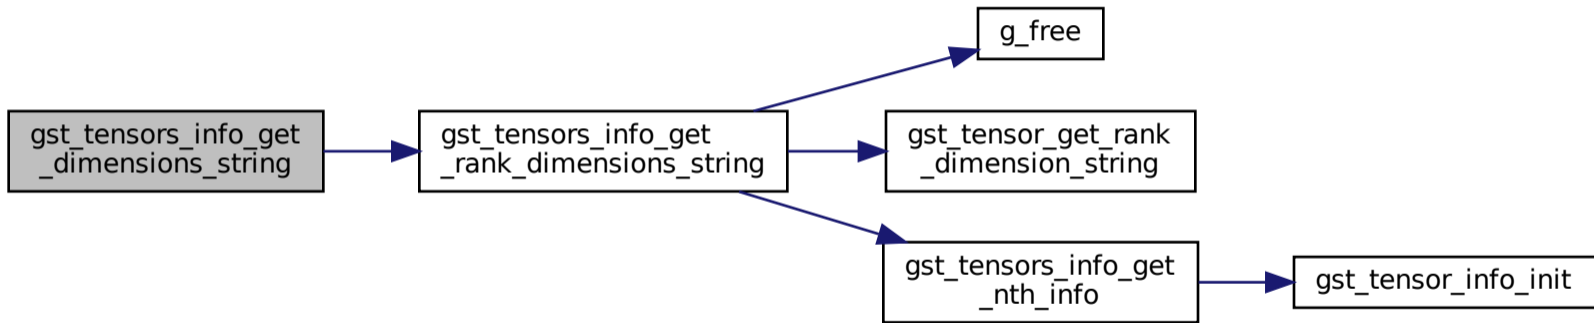 gst_tensors_info_get
_dimensions_string
gst_tensors_info_get
_rank_dimensions_string
g_free
gst_tensor_get_rank
_dimension_string
gst_tensors_info_get
_nth_info
gst_tensor_info_init